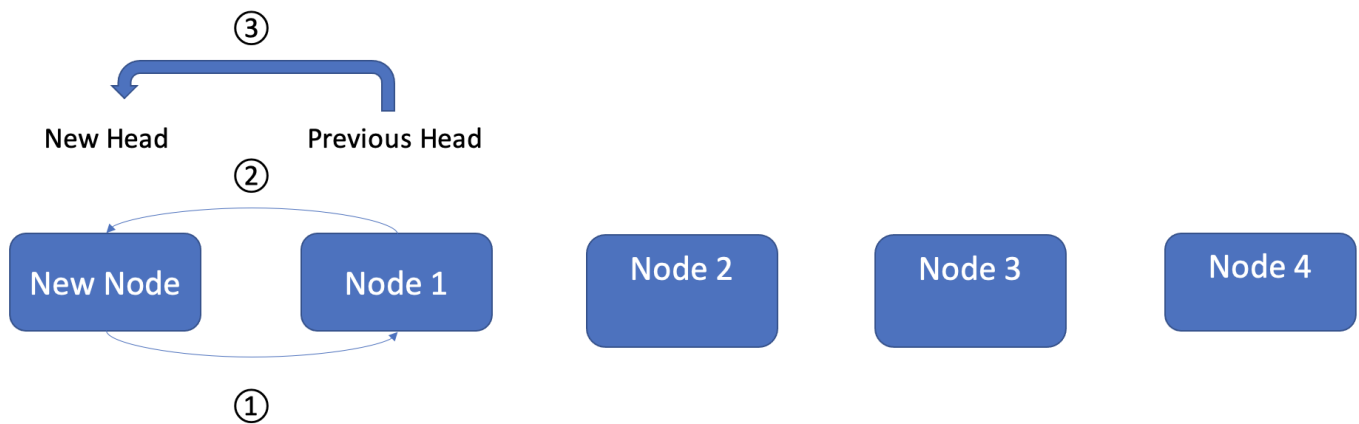 ③
New Head
Previous Head
②
New Node
Node 1
Node 2
Node 3
Node 4
①